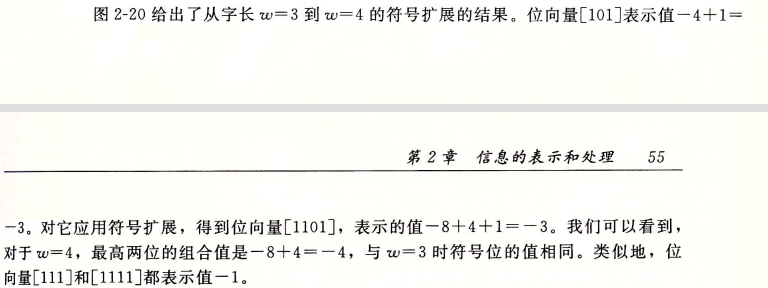 图 2-20 给出了从字长 w=3 到 w=4 的符号扩展的结果。位向量[101]表示值-4+1=
第 2 章 信息的表示和处理 55
-3。对它应用符号扩展，得到位向量[1101]，表示的值-8+4+1=-3。我们可以看到，
对于 w=4，最高两位的组合值是-8+4=-4，与 w=3 时符号位的值相同。类似地，位
向量[111]和[1111]都表示值-1。